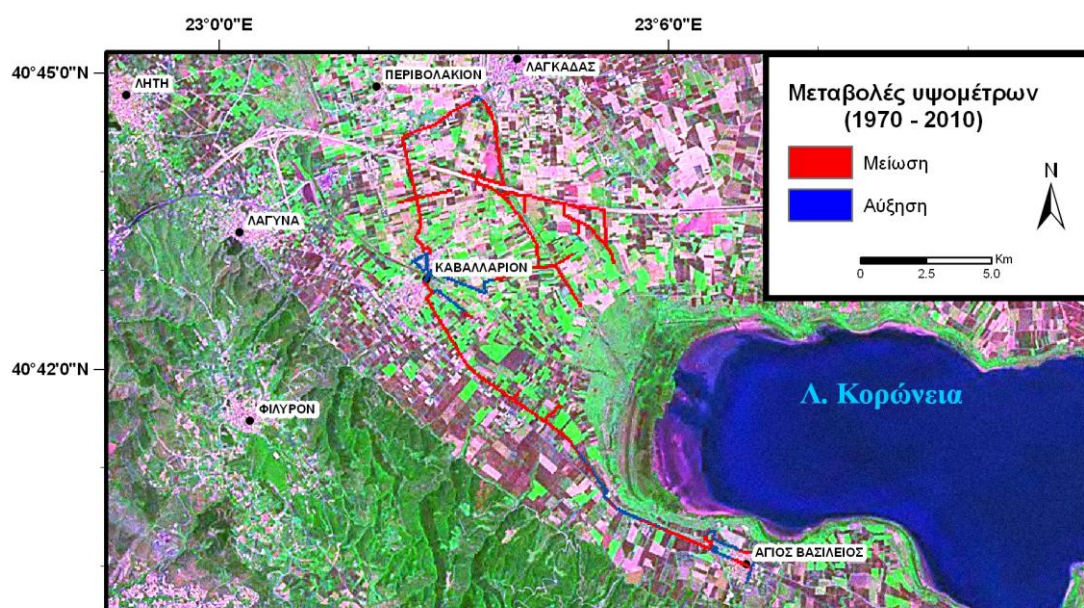 23°0'0"E
23°6'0"E
40°45'0"N
40°42'0"N
ΛΗΤΗ
ΠΕΡΙΒΟΛΑΚΙΟΝ
ΛΑΓΚΑΔΑΣ
ΛΑΓΥΝΑ
ΚΑΒΑΛΛΑΡΙΟΝ
ΦΙΛΥΡΟΝ
ΑΓΙΟΣ ΒΑΣΙΛΕΙΟΣ
Λ. Κορώνεια
Μεταβολές υψομέτρων
(1970 - 2010)
Μείωση
Αύξηση
N
Km
0 2.5 5.0